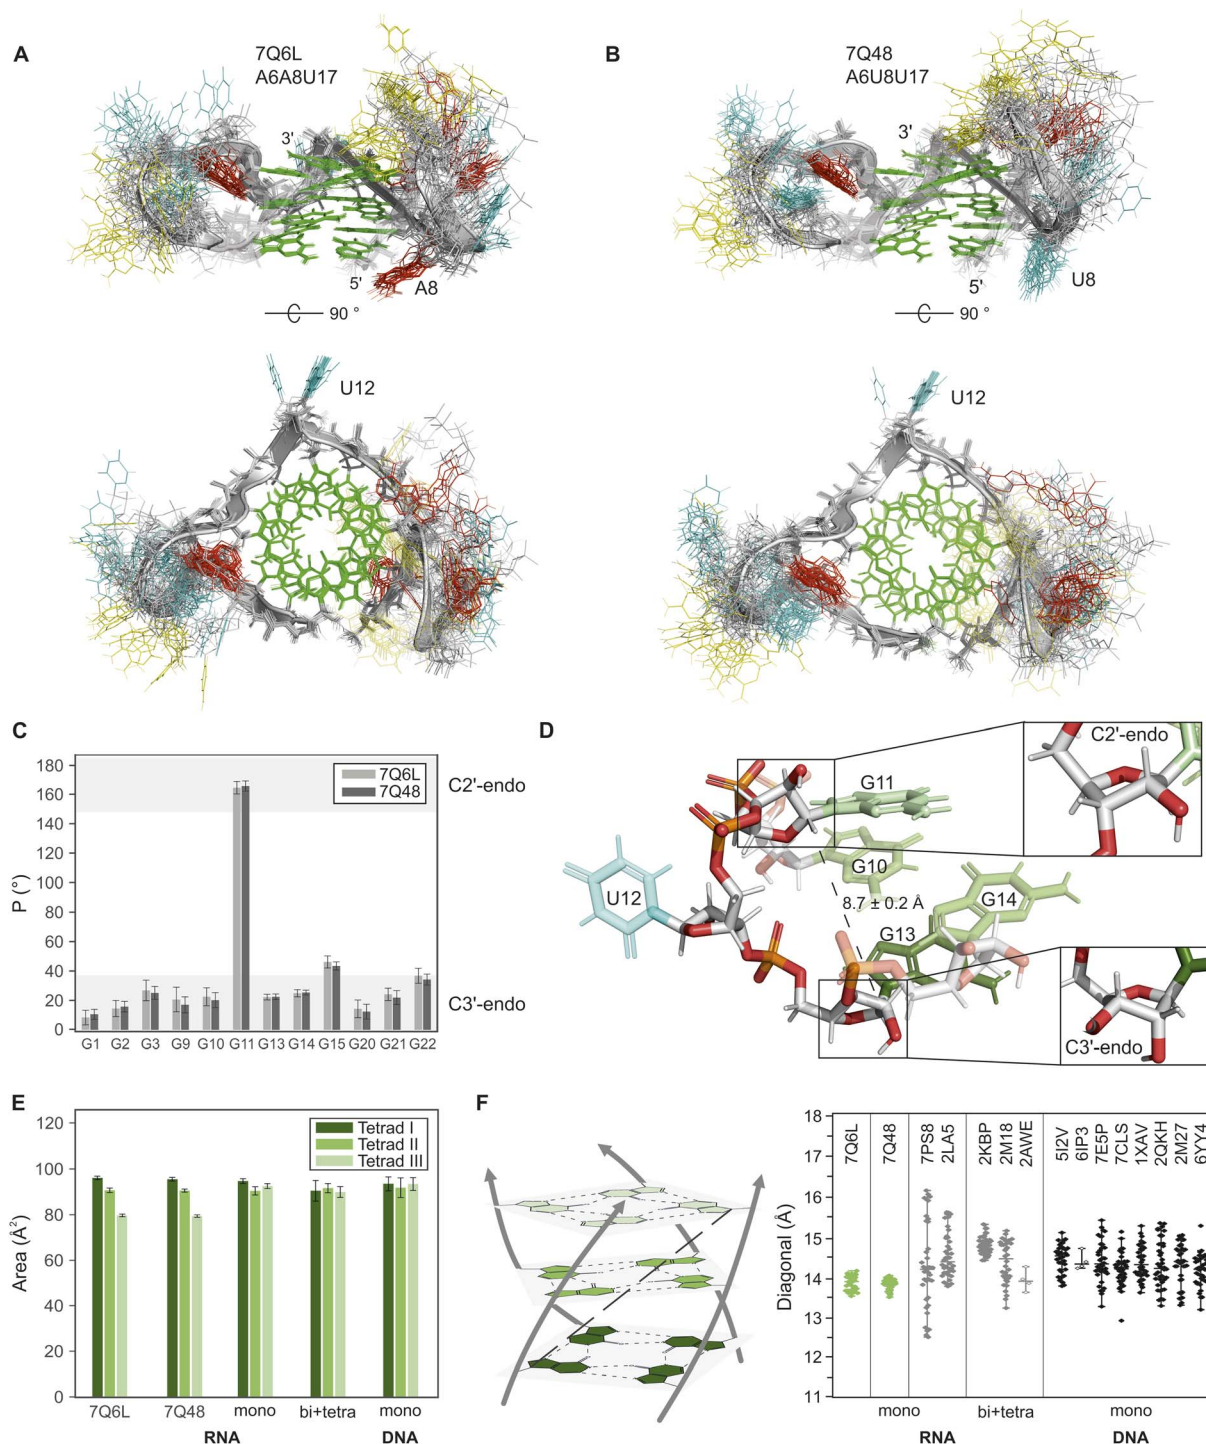 A
7Q6L
A6A8U17
3'
5'
A8
90 °
U12
B
7Q48
A6U8U17
3'
5'
U8
90 °
U12
C
P (°)
180
160
140
120
100
80
60
40
20
0
7Q6L
7Q48
C2'-endo
C3'-endo
G1 G2 G3 G9 G10 G11 G13 G14 G15 G20 G21 G22
D
C2'-endo
G11
G10
U12
8.7 ± 0.2 Å
G14
G13
C3'-endo
E
Area (Å²)
120
100
80
60
40
20
0
Tetrad I
Tetrad II
Tetrad III
7Q6L 7Q48 mono bi+tetra mono
RNA DNA
F
Diagonal (Å)
18
17
16
15
14
13
12
11
7Q6L
7Q48
7PS8
2LA5
2KBP
2M18
2AWE
5I2V
6IP3
7E5P
7CLS
1XAV
2QKH
2M27
6YY4
mono bi+tetra mono
RNA DNA